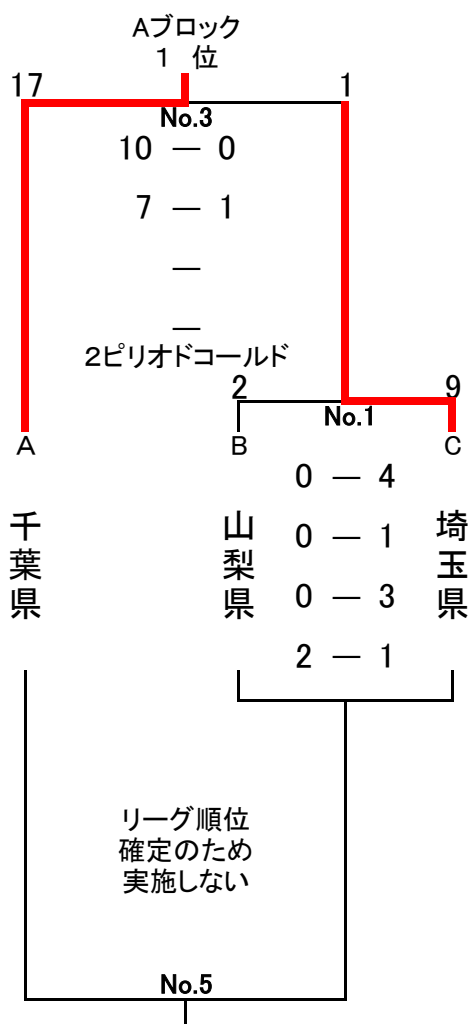 Aブロック
1 位
17
1
No.3
10 — 0
7 — 1
—
—
2ピリオドコールド
2
9
No.1
A
B
C
0 — 4
0 — 1
0 — 3
2 — 1
千葉県
山梨県
埼玉県
リーグ順位
確定のため
実施しない
No.5